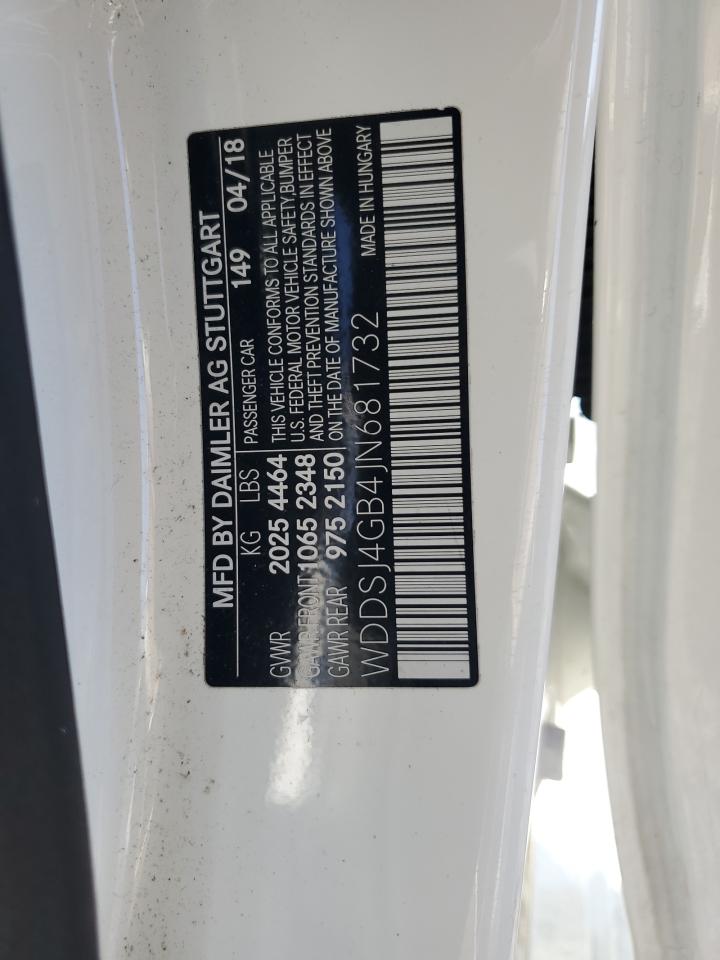 MFD BY DAIMLER AG STUTTGART
KG LBS PASSENGER CAR 149 04/18
GVWR 2025 4464 THIS VEHICLE CONFORMS TO ALL APPLICABLE
U.S. FEDERAL MOTOR VEHICLE SAFETY,BUMPER
GAWR FRONT 1065 2348 AND THEFT PREVENTION STANDARDS IN EFFECT
GAWR REAR 975 2150 ON THE DATE OF MANUFACTURE SHOWN ABOVE
WDDSJ4GB4JN681732 MADE IN HUNGARY